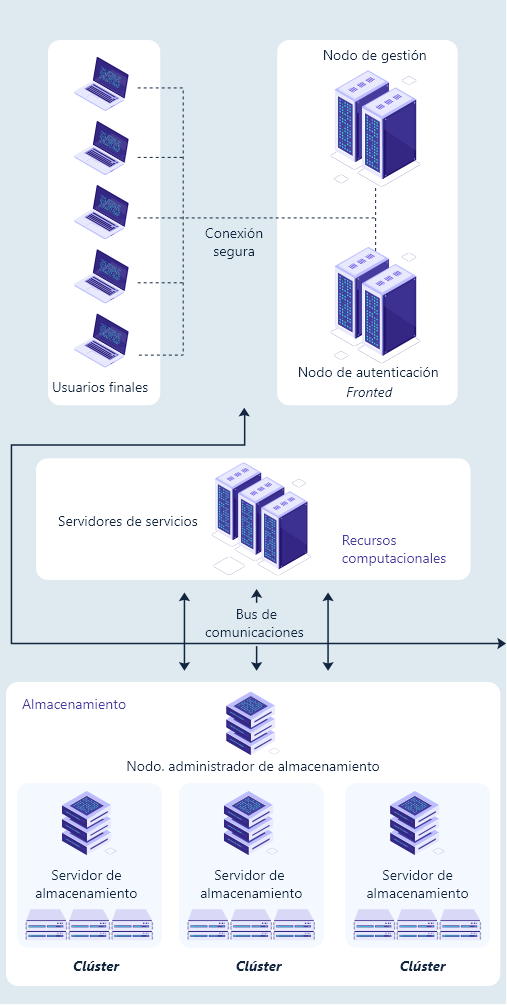 Nodo de gestión
Conexión
segura
Usuarios finales
Nodo de autenticación
Fronted
Servidores de servicios
Recursos
computacionales
Bus de
comunicaciones
Almacenamiento
Nodo. administrador de almacenamiento
Servidor de
almacenamiento
Servidor de
almacenamiento
Servidor de
almacenamiento
Clúster
Clúster
Clúster